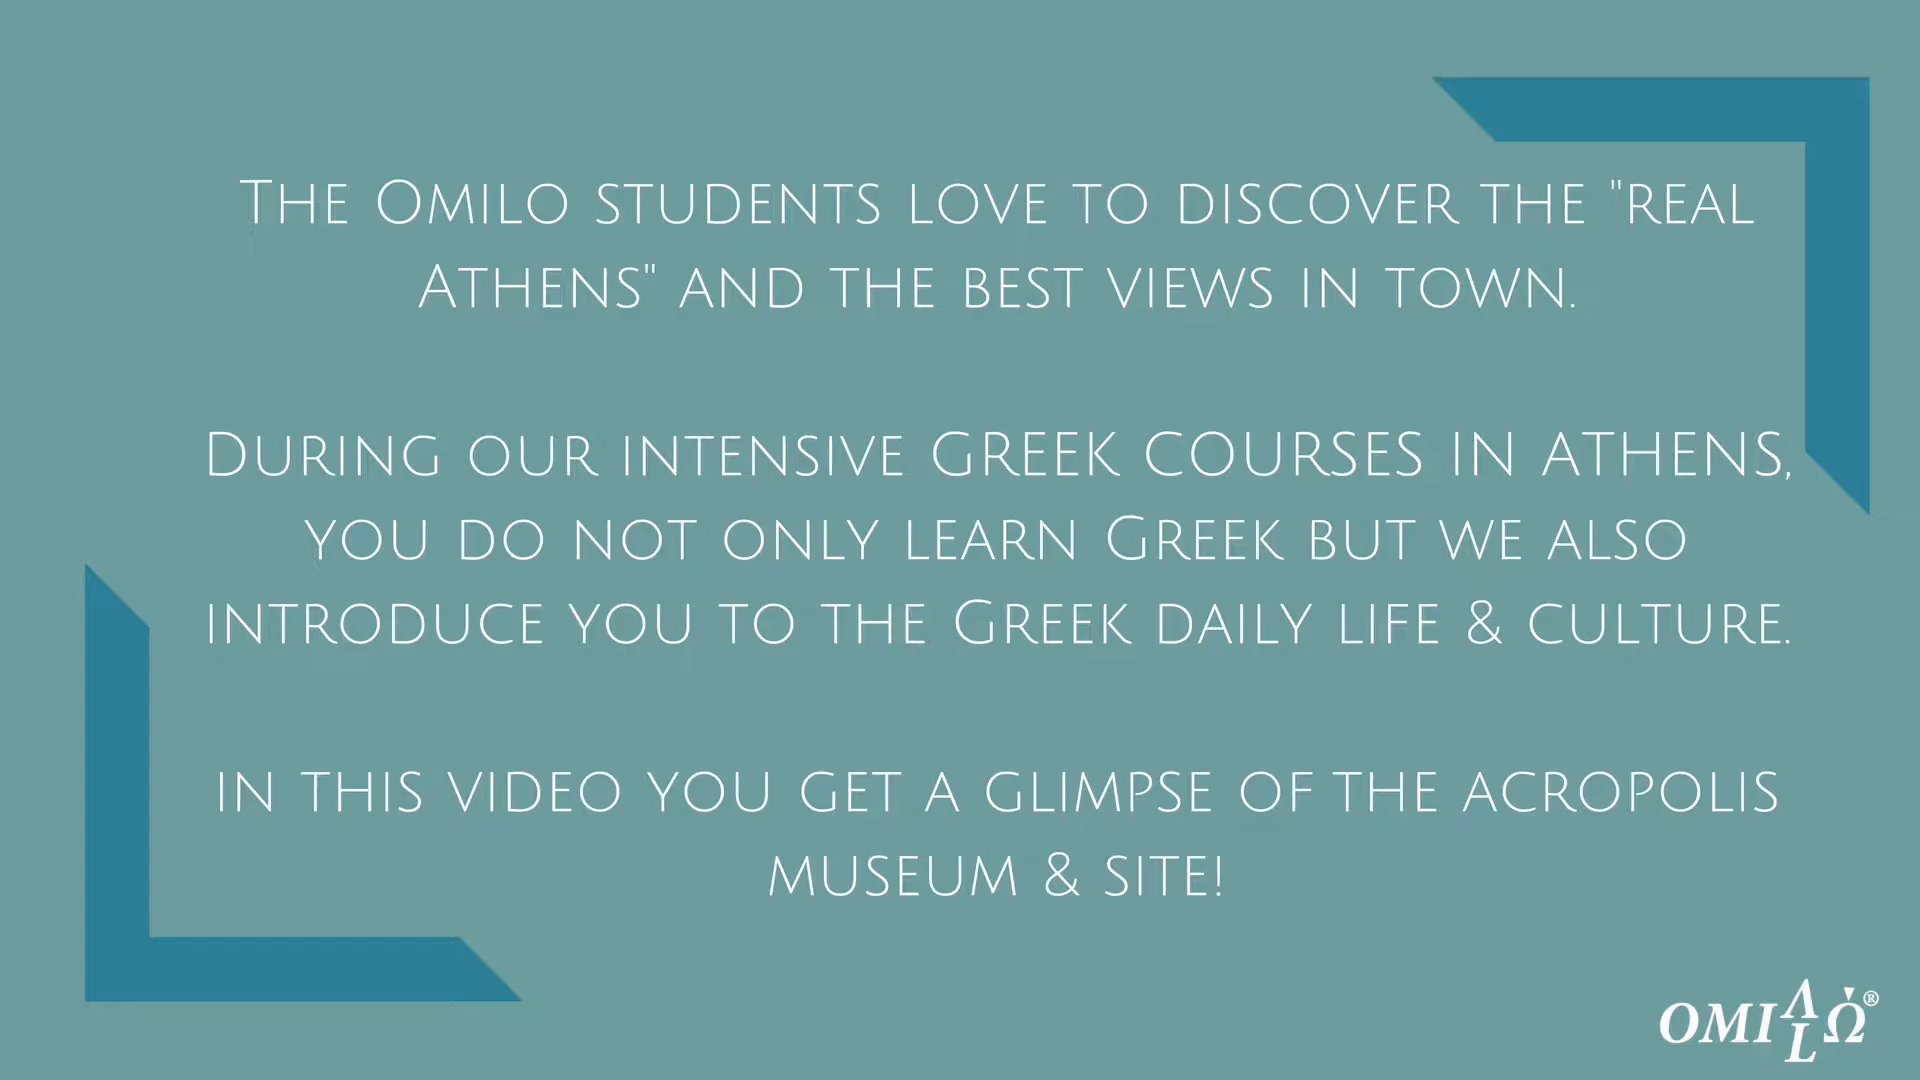 The Omilo students love to discover the "real
Athens" and the best views in town.
During our intensive GREEK COURSES IN ATHENS,
you do not only learn Greek but we also
introduce you to the Greek daily life & culture.
in this video you get a glimpse of the acropolis
museum & site!
OMIΛLΏ®